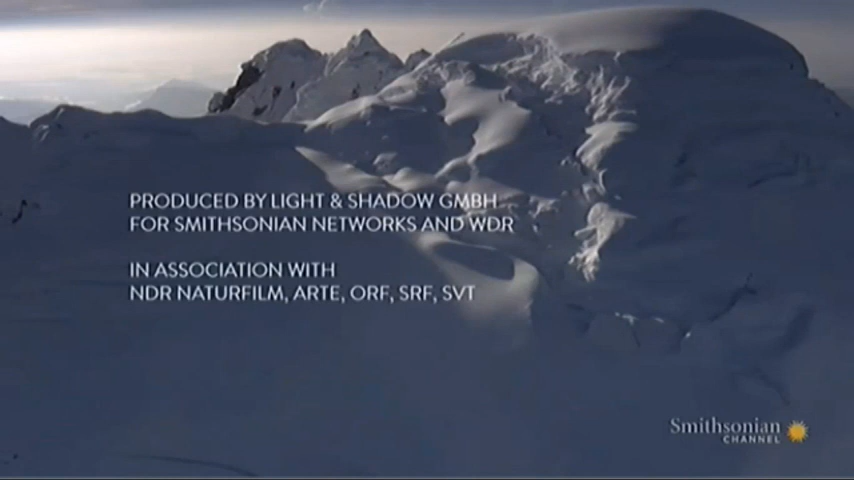 PRODUCED BY LIGHT & SHADOW GMBH
FOR SMITHSONIAN NETWORKS AND WDR
IN ASSOCIATION WITH
NDR NATURFILM, ARTE, ORF, SRF, SVT
Smithsonian
CHANNEL